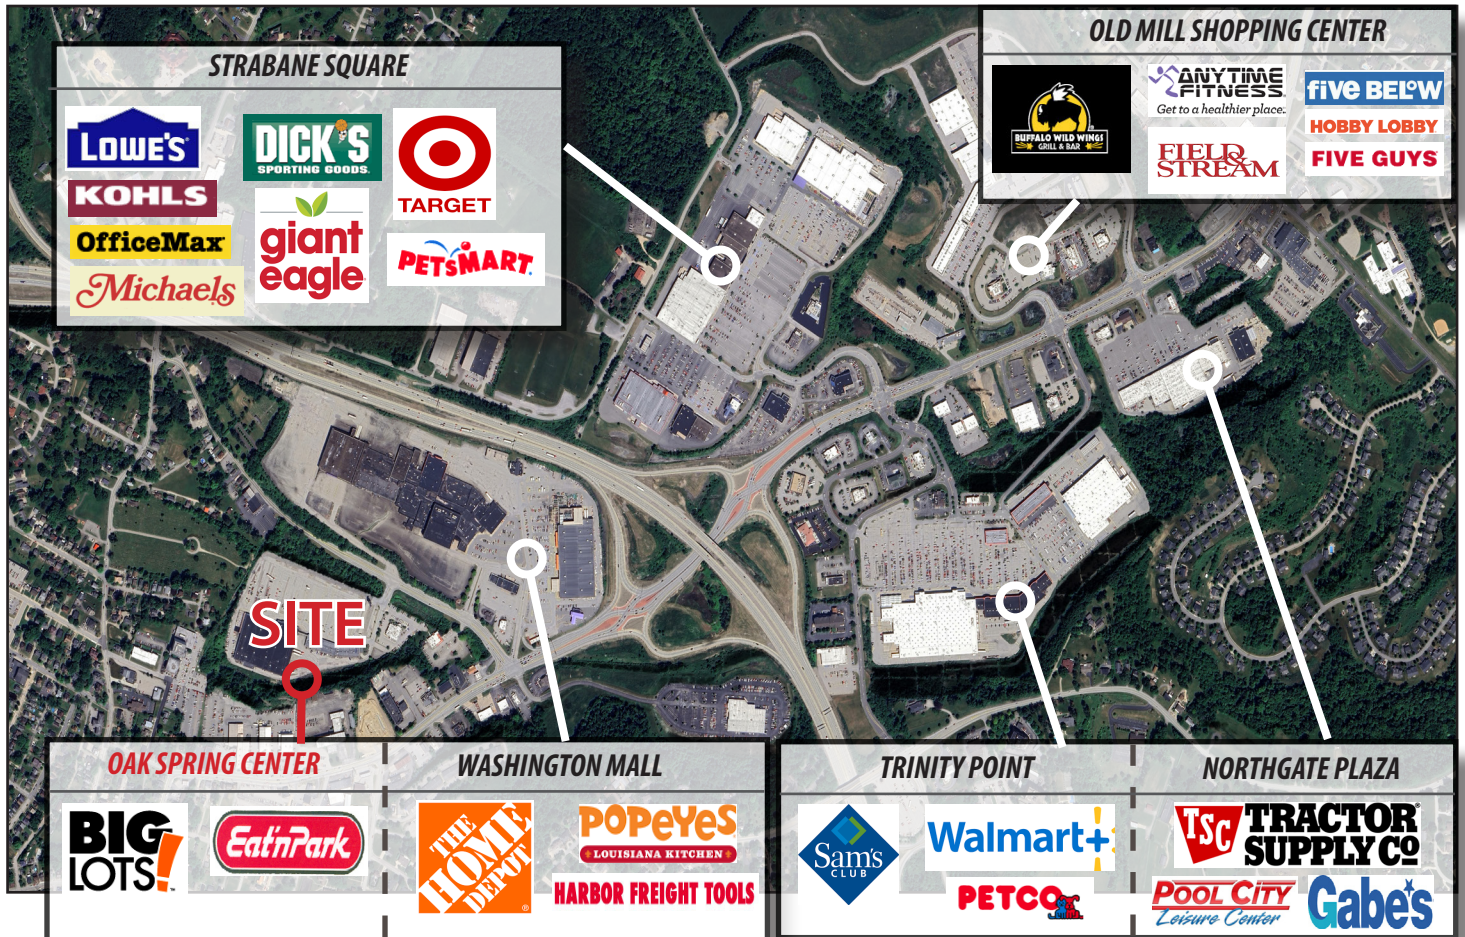 STRABANE SQUARE
LOWE'S
KOHLS
OfficeMax
Michaels
DICK'S
SPORTING GOODS.
giant
eagle
TARGET
PETSMART.
OLD MILL SHOPPING CENTER
BUFFALO WILD WINGS
GRILL & BAR
ANYTIME
FITNESS
Get to a healthier place.
FIELD &
STREAM
five BELOW
HOBBY LOBBY
FIVE GUYS
SITE
OAK SPRING CENTER
BIG
LOTS!
Eat'nPark
WASHINGTON MALL
THE
HOME
DEPOT
POPEYES
LOUISIANA KITCHEN
HARBOR FREIGHT TOOLS
TRINITY POINT
Sam's
CLUB
Walmart+
PETCO
NORTHGATE PLAZA
TSC TRACTOR
SUPPLY CO
POOL CITY
Leisure Center
Gabe's